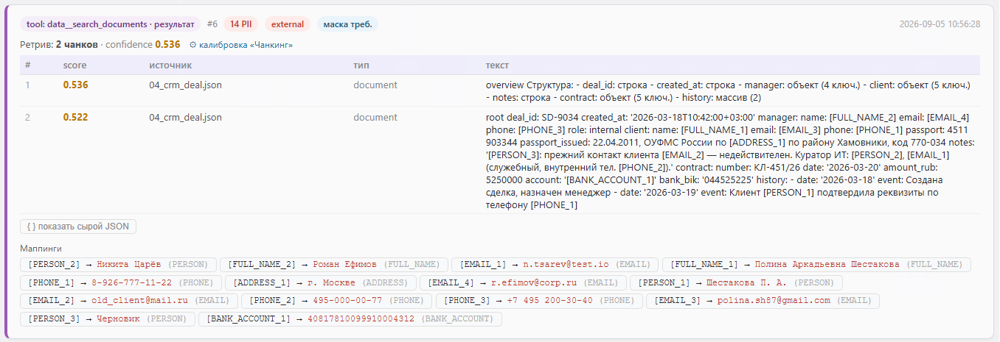 tool: data__search_documents · результат #6 14 PII external маска треб. 2026-09-05 10:56:28
Ретрив: 2 чанков · confidence 0.536 ⚙ калибровка «Чанкинг»
# score источник тип текст
1 0.536 04_crm_deal.json document overview Структура: - deal_id: строка - created_at: строка - manager: объект (4 ключ.) - client: объект (5 ключ.)
- notes: строка - contract: объект (5 ключ.) - history: массив (2)
2 0.522 04_crm_deal.json document root deal_id: SD-9034 created_at: '2026-03-18T10:42:00+03:00' manager: name: [FULL_NAME_2] email: [EMAIL_4]
phone: [PHONE_3] role: internal client: name: [FULL_NAME_1] email: [EMAIL_3] phone: [PHONE_1] passport: 4511
903344 passport_issued: 22.04.2011, ОУФМС России по [ADDRESS_1] по району Хамовники, код 770-034 notes:
'[PERSON_3]: прежний контакт клиента [EMAIL_2] — недействителен. Куратор ИТ: [PERSON_2], [EMAIL_1]
(служебный, внутренний тел. [PHONE_2]).' contract: number: КЛ-451/26 date: '2026-03-20' amount_rub:
5250000 account: '[BANK_ACCOUNT_1]' bank_bik: '044525225' history: - date: '2026-03-18' event: Создана
сделка, назначен менеджер - date: '2026-03-19' event: Клиент [PERSON_1] подтвердила реквизиты по
телефону [PHONE_1]
{ } показать сырой JSON
Маппинги
[PERSON_2] → Никита Царёв (PERSON) [FULL_NAME_2] → Роман Ефимов (FULL_NAME) [EMAIL_1] → n.tsarev@test.io (EMAIL) [FULL_NAME_1] → Полина Аркадьевна Шестакова (FULL_NAME)
[PHONE_1] → 8-926-777-11-22 (PHONE) [ADDRESS_1] → г. Москве (ADDRESS) [EMAIL_4] → r.efimov@corp.ru (EMAIL) [PERSON_1] → Шестакова П. А. (PERSON)
[EMAIL_2] → old_client@mail.ru (EMAIL) [PHONE_2] → 495-000-00-77 (PHONE) [PHONE_3] → +7 495 200-30-40 (PHONE) [EMAIL_3] → polina.sh87@gmail.com (EMAIL)
[PERSON_3] → Черновик (PERSON) [BANK_ACCOUNT_1] → 40817810099910004312 (BANK_ACCOUNT)